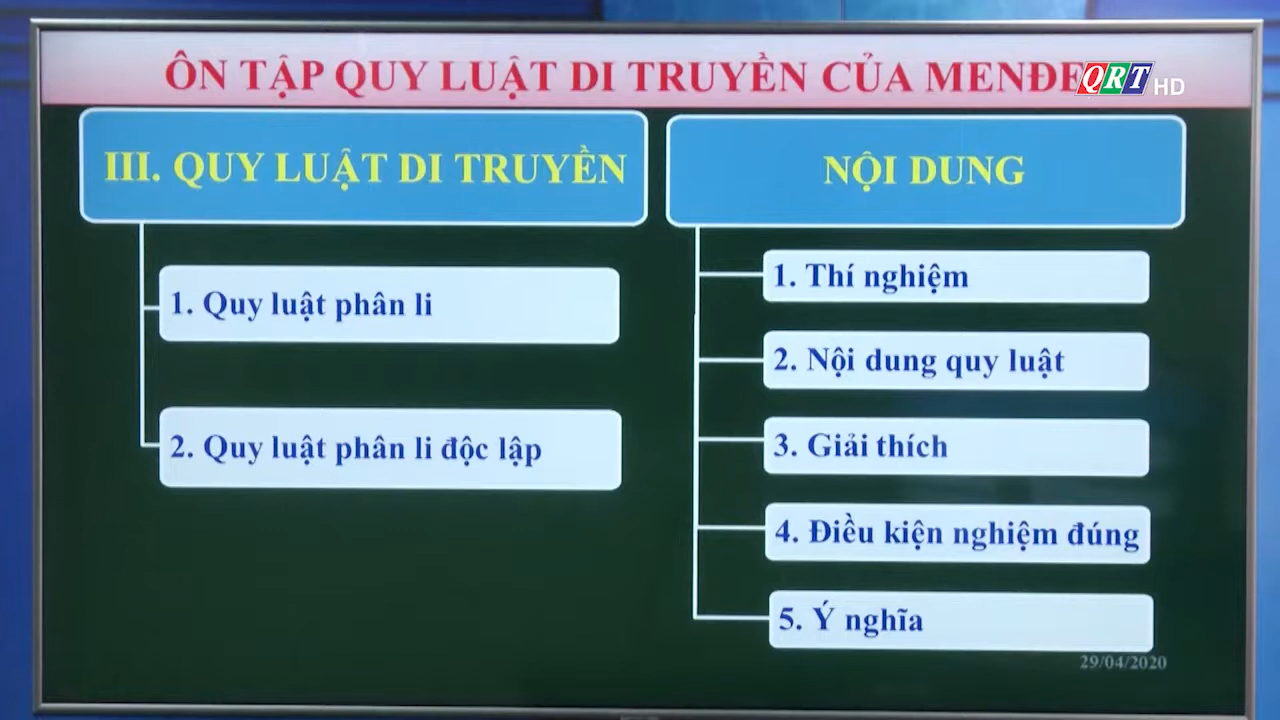 ÔN TẬP QUY LUẬT DI TRUYỀN CỦA MENĐE
QRT HD
III. QUY LUẬT DI TRUYỀN
1. Quy luật phân li
2. Quy luật phân li độc lập
NỘI DUNG
1. Thí nghiệm
2. Nội dung quy luật
3. Giải thích
4. Điều kiện nghiệm đúng
5. Ý nghĩa
29/04/2020